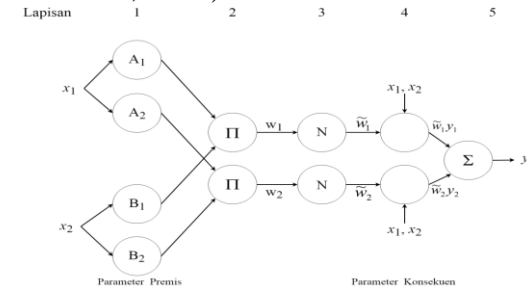 Lapisan 1 2 3 4 5
A1
x1
x1, x2
A2
Π w1 N w̃1 w̃1y1
Σ y
Π w2 N w̃2 w̃2y2
B1
x2
x1, x2
B2
Parameter Premis Parameter Konsekuen